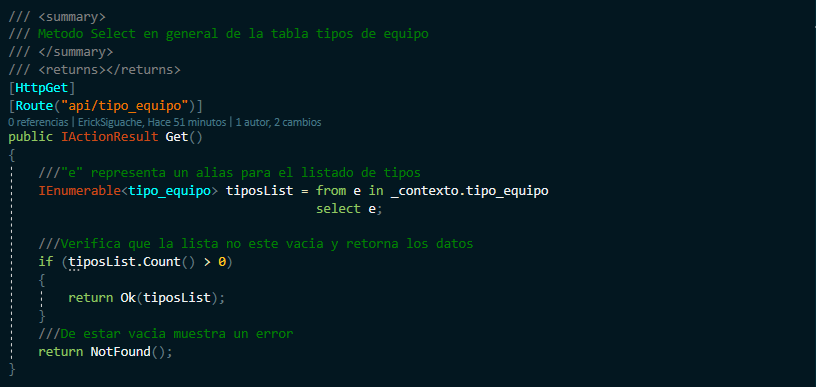 /// <summary>
/// Metodo Select en general de la tabla tipos de equipo
/// </summary>
/// <returns></returns>
[HttpGet]
[Route("api/tipo_equipo")]
0 referencias | ErickSiguache, Hace 51 minutos | 1 autor, 2 cambios
public IActionResult Get()
{
    ///"e" representa un alias para el listado de tipos
    IEnumerable<tipo_equipo> tiposList = from e in _contexto.tipo_equipo
                                         select e;

    ///Verifica que la lista no este vacia y retorna los datos
    if (tiposList.Count() > 0)
    {
        return Ok(tiposList);
    }
    ///De estar vacia muestra un error
    return NotFound();
}